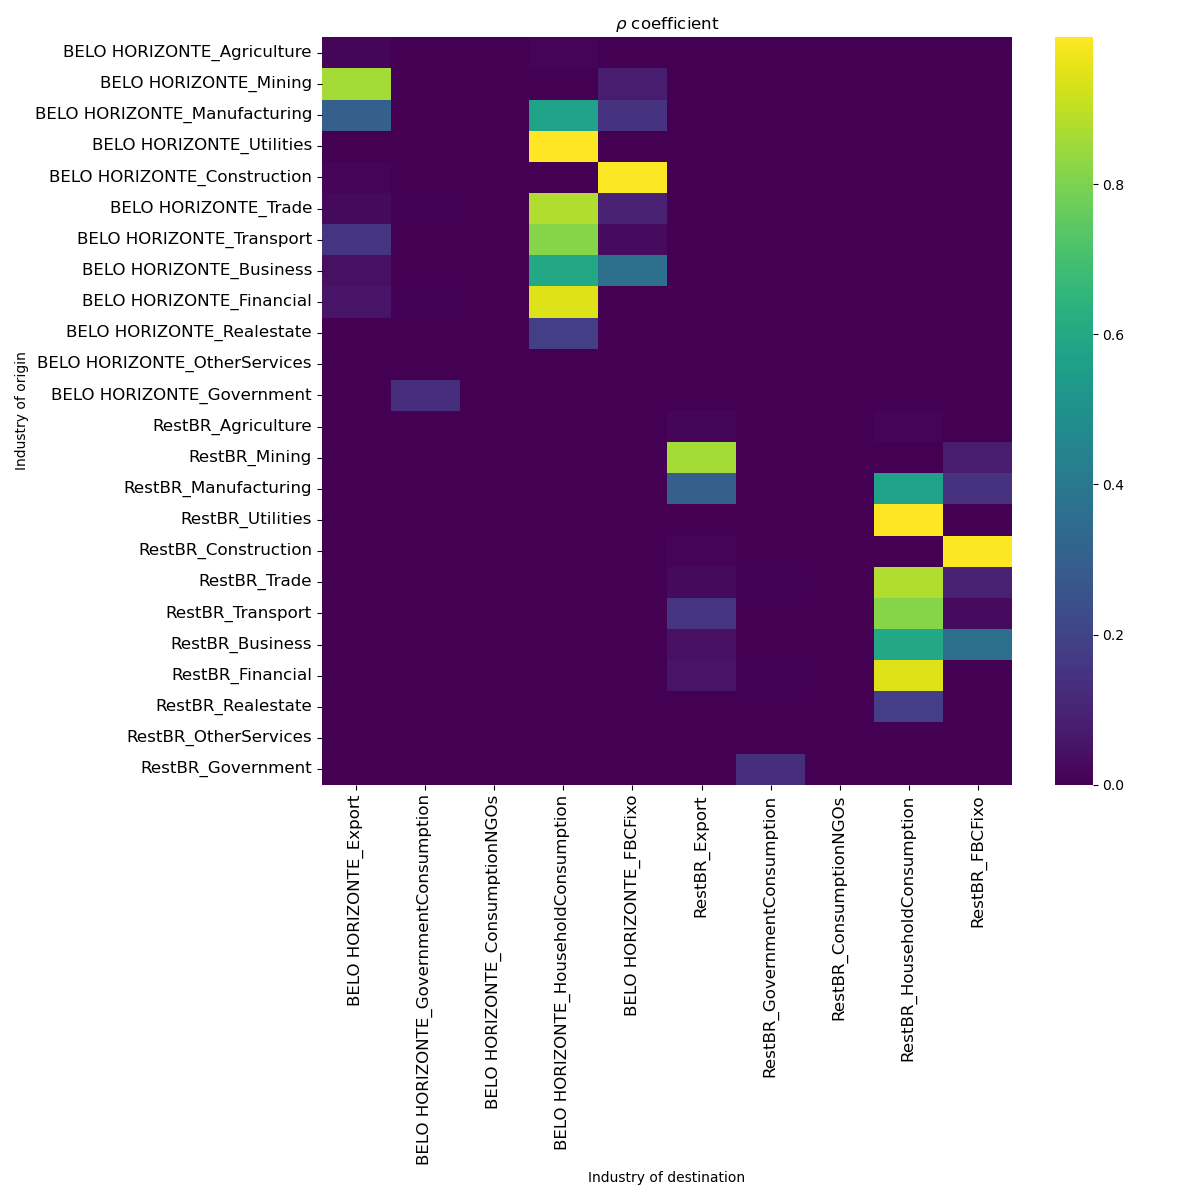 ρ coefficient
BELO HORIZONTE_Agriculture
BELO HORIZONTE_Mining
BELO HORIZONTE_Manufacturing
BELO HORIZONTE_Utilities
BELO HORIZONTE_Construction
BELO HORIZONTE_Trade
BELO HORIZONTE_Transport
BELO HORIZONTE_Business
BELO HORIZONTE_Financial
BELO HORIZONTE_Realestate
BELO HORIZONTE_OtherServices
BELO HORIZONTE_Government
RestBR_Agriculture
RestBR_Mining
RestBR_Manufacturing
RestBR_Utilities
RestBR_Construction
RestBR_Trade
RestBR_Transport
RestBR_Business
RestBR_Financial
RestBR_Realestate
RestBR_OtherServices
RestBR_Government
Industry of origin
0.8
0.6
0.4
0.2
0.0
BELO HORIZONTE_Export
BELO HORIZONTE_GovernmentConsumption
BELO HORIZONTE_ConsumptionNGOs
BELO HORIZONTE_HouseholdConsumption
BELO HORIZONTE_FBCFixo
RestBR_Export
RestBR_GovernmentConsumption
RestBR_ConsumptionNGOs
RestBR_HouseholdConsumption
RestBR_FBCFixo
Industry of destination